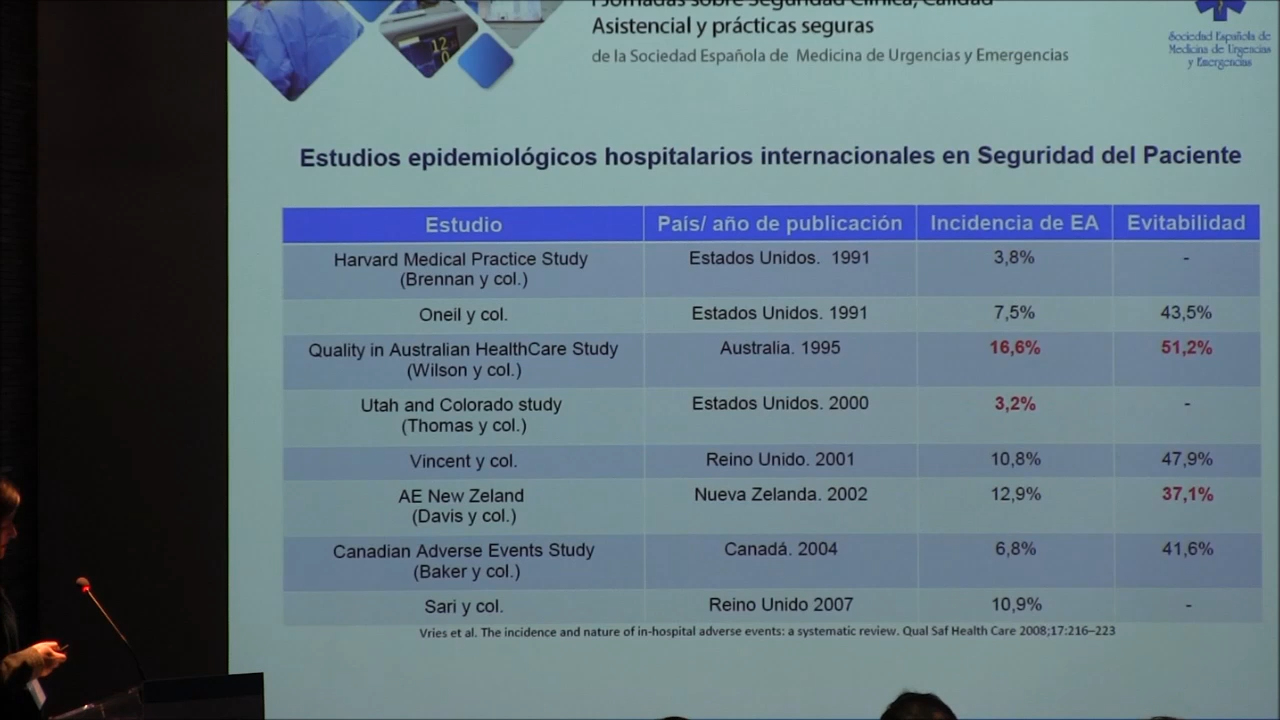 Asistencial y prácticas seguras
de la Sociedad Española de Medicina de Urgencias y Emergencias
Sociedad Española de
Medicina de Urgencias
y Emergencias
12
0
Estudios epidemiológicos hospitalarios internacionales en Seguridad del Paciente
Estudio País/ año de publicación Incidencia de EA Evitabilidad
Harvard Medical Practice Study Estados Unidos. 1991 3,8% -
(Brennan y col.)
Oneil y col. Estados Unidos. 1991 7,5% 43,5%
Quality in Australian HealthCare Study Australia. 1995 16,6% 51,2%
(Wilson y col.)
Utah and Colorado study Estados Unidos. 2000 3,2% -
(Thomas y col.)
Vincent y col. Reino Unido. 2001 10,8% 47,9%
AE New Zeland Nueva Zelanda. 2002 12,9% 37,1%
(Davis y col.)
Canadian Adverse Events Study Canadá. 2004 6,8% 41,6%
(Baker y col.)
Sari y col. Reino Unido 2007 10,9% -
Vries et al. The incidence and nature of in-hospital adverse events: a systematic review. Qual Saf Health Care 2008;17:216–223